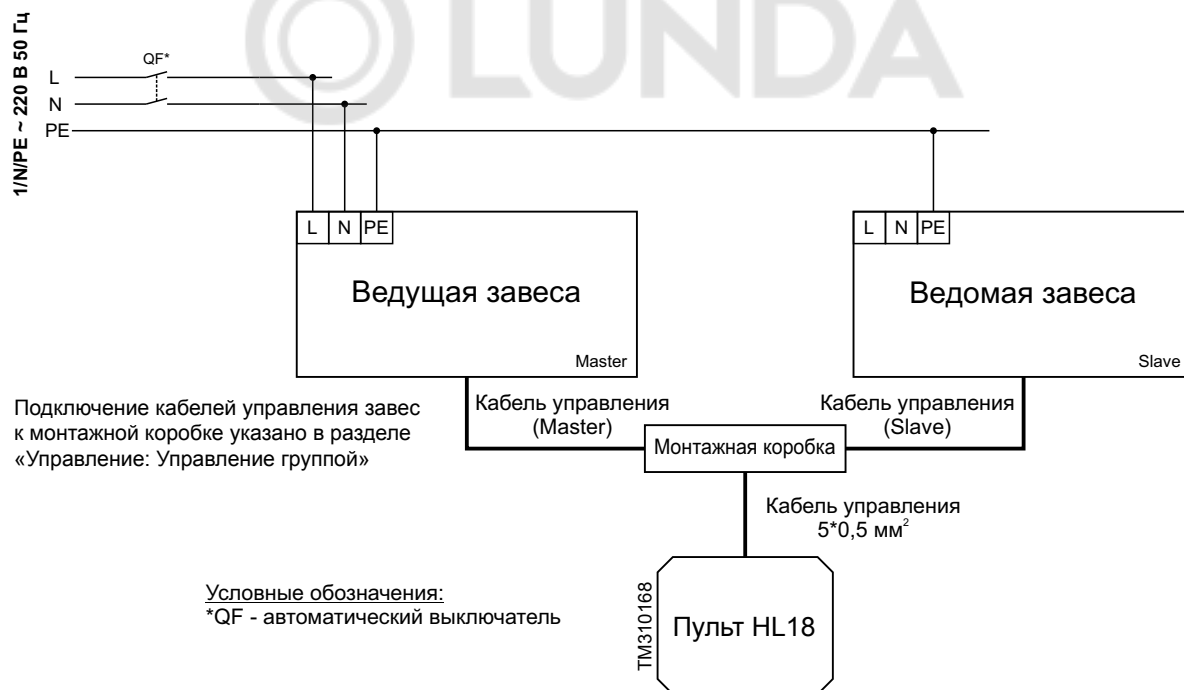 LUNDA
1/N/PE ~ 220 В 50 Гц
QF*
L
N
PE
L N PE
L N PE
Ведущая завеса
Ведомая завеса
Master
Slave
Подключение кабелей управления завес
к монтажной коробке указано в разделе
«Управление: Управление группой»
Кабель управления
(Master)
Кабель управления
(Slave)
Монтажная коробка
Кабель управления
5*0,5 мм²
Условные обозначения:
*QF - автоматический выключатель
TM310168
Пульт HL18